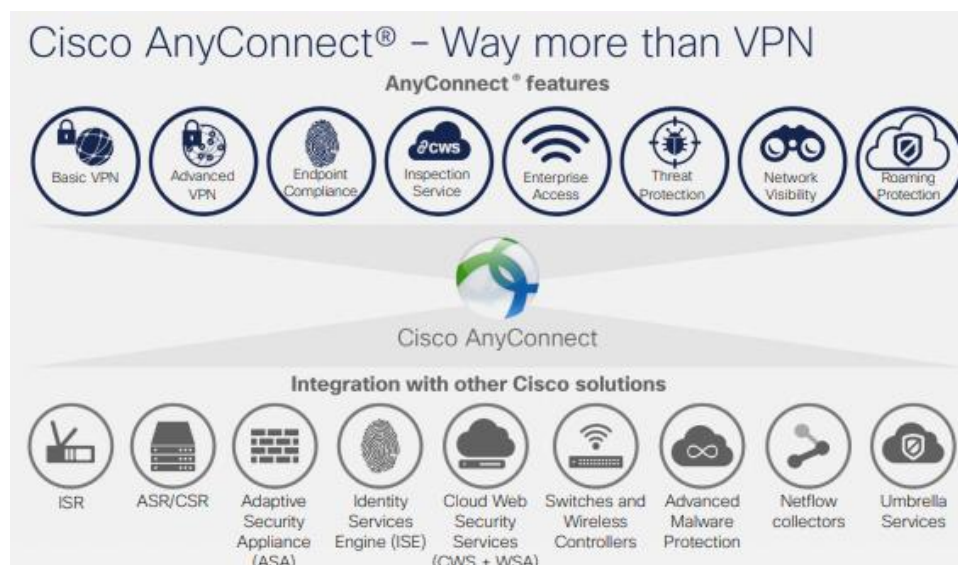 Cisco AnyConnect® – Way more than VPN
AnyConnect® features
Basic VPN
Advanced
VPN
Endpoint
Compliance
CWS
Inspection
Service
Enterprise
Access
Threat
Protection
Network
Visibility
Roaming
Protection
Cisco AnyConnect
Integration with other Cisco solutions
ISR
ASR/CSR
Adaptive
Security
Appliance
(ASA)
Identity
Services
Engine (ISE)
Cloud Web
Security
Services
(CWS + WSA)
Switches and
Wireless
Controllers
Advanced
Malware
Protection
Netflow
collectors
Umbrella
Services